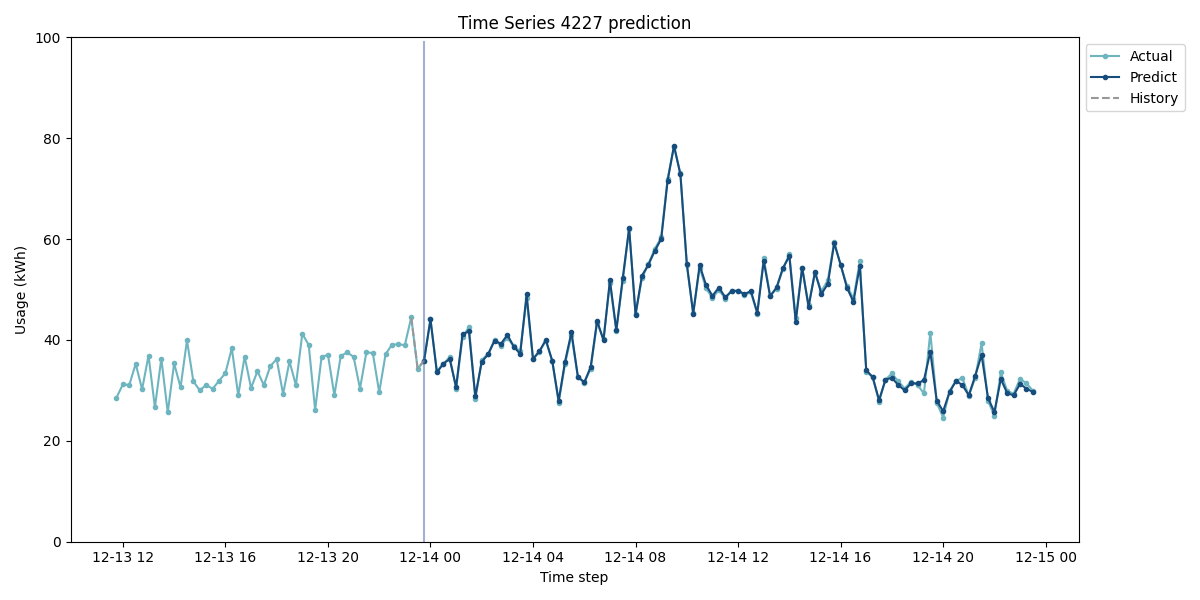 Time Series 4227 prediction
Usage (kWh)
100
80
60
40
20
0
12-13 12
12-13 16
12-13 20
12-14 00
12-14 04
12-14 08
12-14 12
12-14 16
12-14 20
12-15 00
Time step
Actual
Predict
History